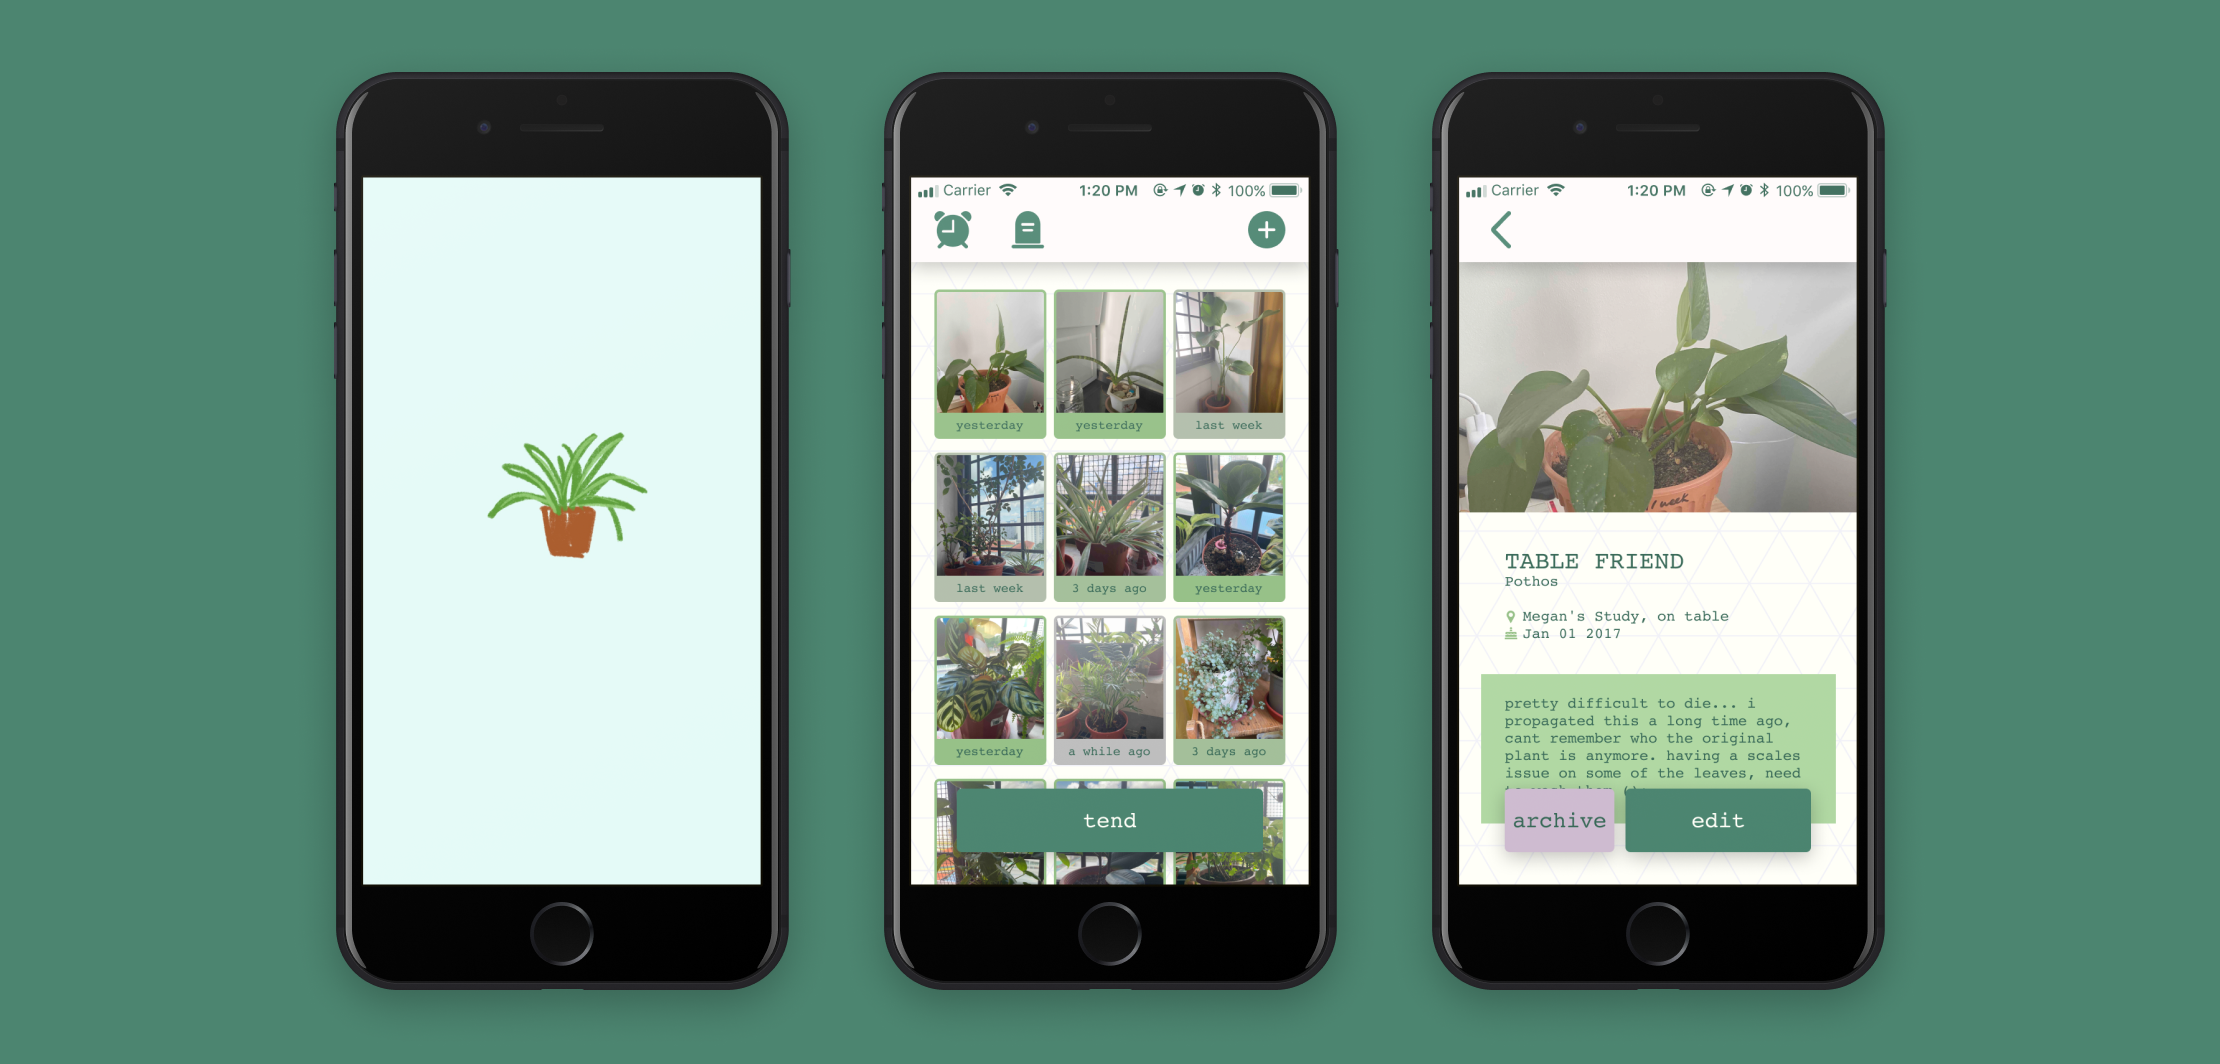 Carrier 1:20 PM 100%
yesterday yesterday last week
last week 3 days ago yesterday
yesterday a while ago 3 days ago
tend
Carrier 1:20 PM 100%
week
TABLE FRIEND
Pothos
Megan's Study, on table
Jan 01 2017
pretty difficult to die... i
propagated this a long time ago,
cant remember who the original
plant is anymore. having a scales
issue on some of the leaves, need
archive edit